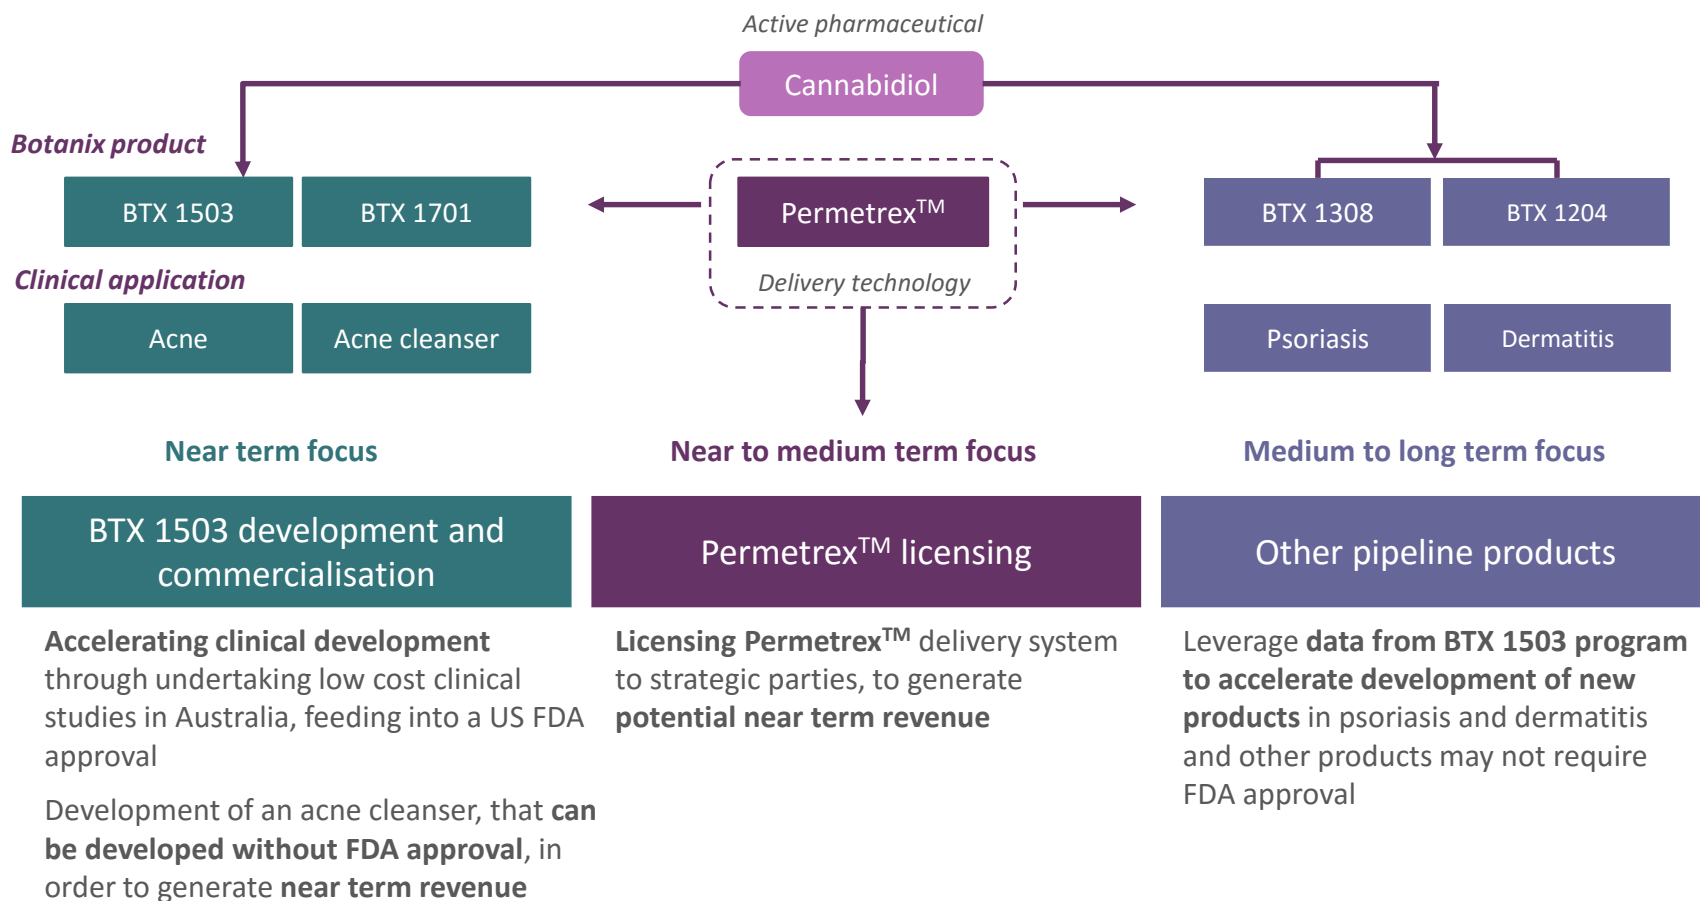 Active pharmaceutical
Cannabidiol
Botanix product
BTX 1503
BTX 1701
Permetrex™
BTX 1308
BTX 1204
Clinical application
Delivery technology
Acne
Acne cleanser
Psoriasis
Dermatitis
Near term focus
Near to medium term focus
Medium to long term focus
BTX 1503 development and
commercialisation
Permetrex™ licensing
Other pipeline products
Accelerating clinical development
through undertaking low cost clinical
studies in Australia, feeding into a US FDA
approval
Development of an acne cleanser, that can
be developed without FDA approval, in
order to generate near term revenue
Licensing Permetrex™ delivery system
to strategic parties, to generate
potential near term revenue
Leverage data from BTX 1503 program
to accelerate development of new
products in psoriasis and dermatitis
and other products may not require
FDA approval